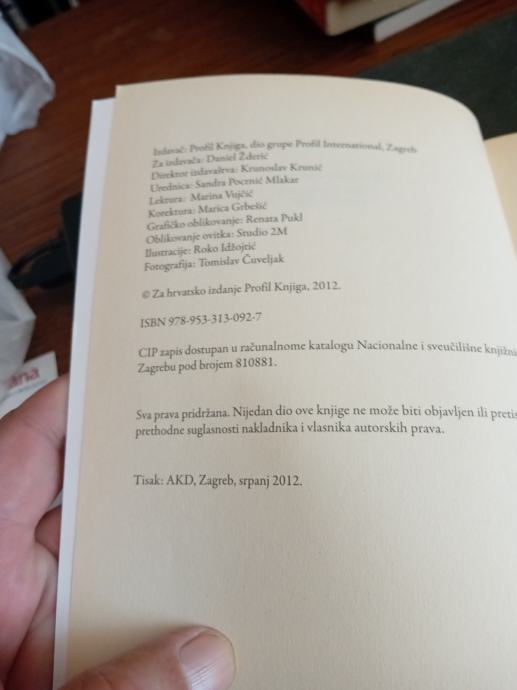 Izdavač: Profil Knjiga, dio grupe Profil International, Zagreb
Za izdavača: Daniel Žderić
Direktor izdavaštva: Krunoslav Krunić
Urednica: Sandra Pocrnić Mlakar
Lektura: Marina Vujčić
Korektura: Marica Grbešić
Grafičko oblikovanje: Renata Pukl
Oblikovanje ovitka: Studio 2M
Ilustracije: Roko Idžojtić
Fotografija: Tomislav Čuveljak
© Za hrvatsko izdanje Profil Knjiga, 2012.
ISBN 978-953-313-092-7
CIP zapis dostupan u računalnome katalogu Nacionalne i sveučilišne knjižni
Zagrebu pod brojem 810881.
Sva prava pridržana. Nijedan dio ove knjige ne može biti objavljen ili pretis
prethodne suglasnosti nakladnika i vlasnika autorskih prava.
Tisak: AKD, Zagreb, srpanj 2012.
ana